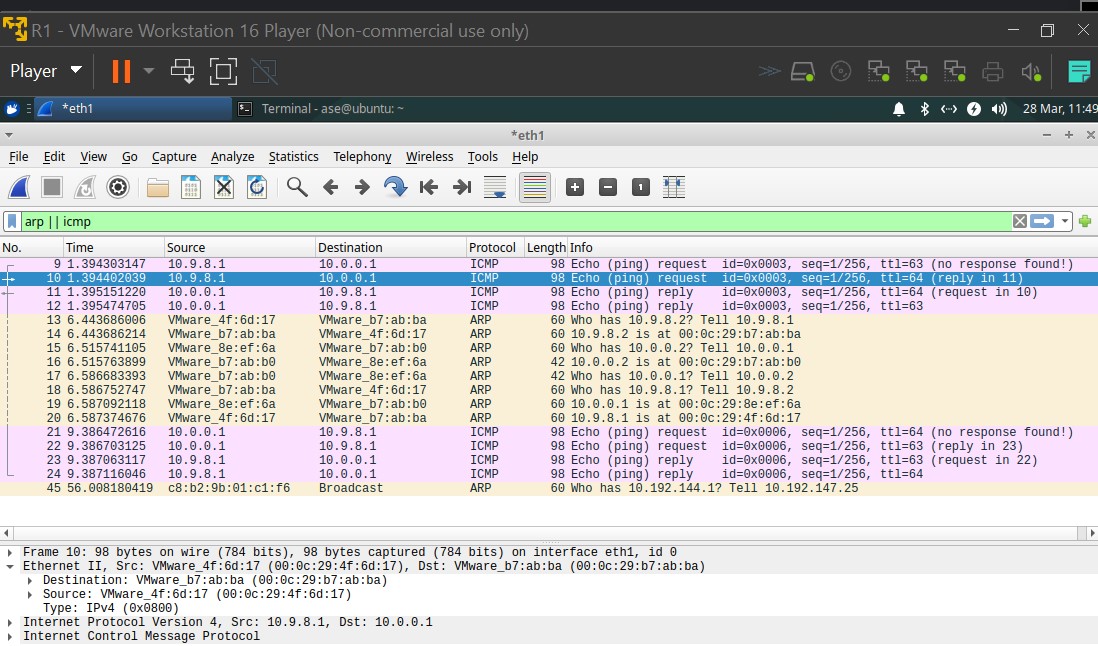 R1 - VMware Workstation 16 Player (Non-commercial use only)
Player
*eth1 Terminal - ase@ubuntu: ~ 28 Mar, 11:49
*eth1
File Edit View Go Capture Analyze Statistics Telephony Wireless Tools Help
arp || icmp
No. Time Source Destination Protocol Length Info
9 1.394303147 10.9.8.1 10.0.0.1 ICMP 98 Echo (ping) request id=0x0003, seq=1/256, ttl=63 (no response found!)
10 1.394402039 10.9.8.1 10.0.0.1 ICMP 98 Echo (ping) request id=0x0003, seq=1/256, ttl=64 (reply in 11)
11 1.395151220 10.0.0.1 10.9.8.1 ICMP 98 Echo (ping) reply id=0x0003, seq=1/256, ttl=64 (request in 10)
12 1.395474705 10.0.0.1 10.9.8.1 ICMP 98 Echo (ping) reply id=0x0003, seq=1/256, ttl=63
13 6.443686006 VMware_4f:6d:17 VMware_b7:ab:ba ARP 60 Who has 10.9.8.2? Tell 10.9.8.1
14 6.443686214 VMware_b7:ab:ba VMware_4f:6d:17 ARP 60 10.9.8.2 is at 00:0c:29:b7:ab:ba
15 6.515741105 VMware_8e:ef:6a VMware_b7:ab:b0 ARP 60 Who has 10.0.0.2? Tell 10.0.0.1
16 6.515763899 VMware_b7:ab:b0 VMware_8e:ef:6a ARP 42 10.0.0.2 is at 00:0c:29:b7:ab:b0
17 6.586683393 VMware_b7:ab:b0 VMware_8e:ef:6a ARP 42 Who has 10.0.0.1? Tell 10.0.0.2
18 6.586752747 VMware_b7:ab:ba VMware_4f:6d:17 ARP 60 Who has 10.9.8.1? Tell 10.9.8.2
19 6.587092118 VMware_8e:ef:6a VMware_b7:ab:b0 ARP 60 10.0.0.1 is at 00:0c:29:8e:ef:6a
20 6.587374676 VMware_4f:6d:17 VMware_b7:ab:ba ARP 60 10.9.8.1 is at 00:0c:29:4f:6d:17
21 9.386472616 10.0.0.1 10.9.8.1 ICMP 98 Echo (ping) request id=0x0006, seq=1/256, ttl=64 (no response found!)
22 9.386703125 10.0.0.1 10.9.8.1 ICMP 98 Echo (ping) request id=0x0006, seq=1/256, ttl=63 (reply in 23)
23 9.387063117 10.9.8.1 10.0.0.1 ICMP 98 Echo (ping) reply id=0x0006, seq=1/256, ttl=63 (request in 22)
24 9.387116046 10.9.8.1 10.0.0.1 ICMP 98 Echo (ping) reply id=0x0006, seq=1/256, ttl=64
45 56.008180419 c8:b2:9b:01:c1:f6 Broadcast ARP 60 Who has 10.192.144.1? Tell 10.192.147.25
Frame 10: 98 bytes on wire (784 bits), 98 bytes captured (784 bits) on interface eth1, id 0
Ethernet II, Src: VMware_4f:6d:17 (00:0c:29:4f:6d:17), Dst: VMware_b7:ab:ba (00:0c:29:b7:ab:ba)
Destination: VMware_b7:ab:ba (00:0c:29:b7:ab:ba)
Source: VMware_4f:6d:17 (00:0c:29:4f:6d:17)
Type: IPv4 (0x0800)
Internet Protocol Version 4, Src: 10.9.8.1, Dst: 10.0.0.1
Internet Control Message Protocol